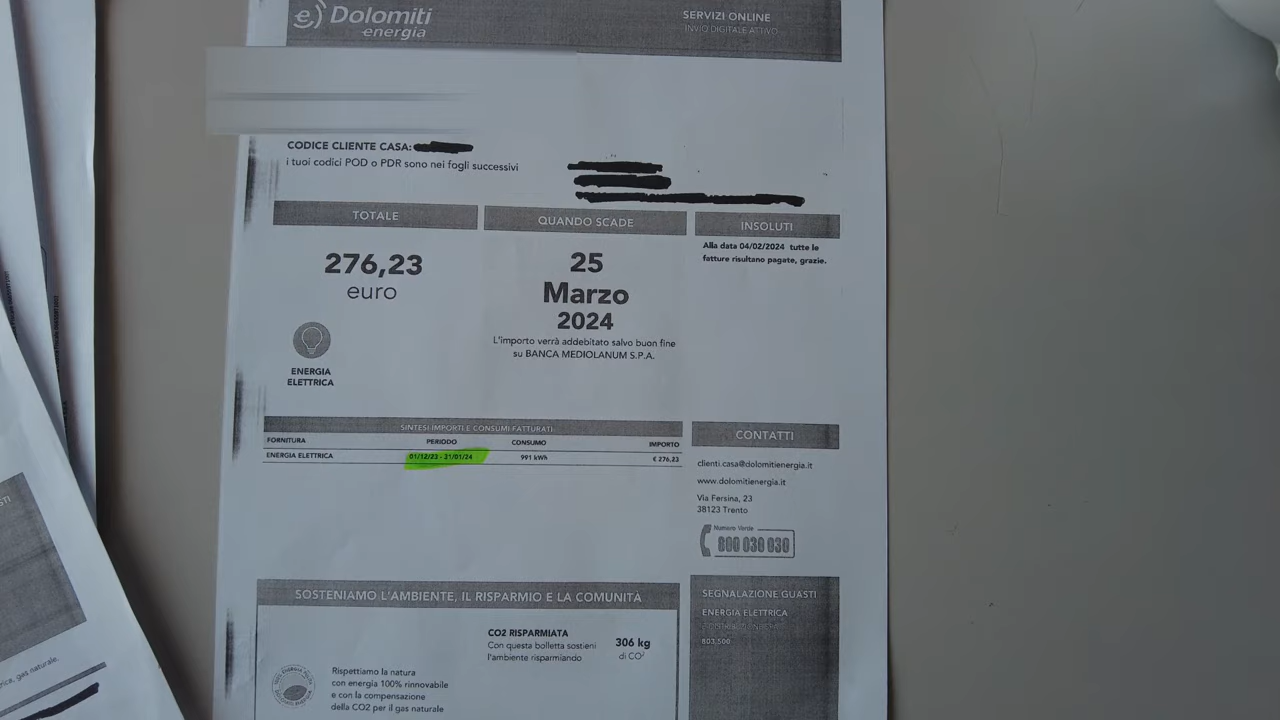 Dolomiti
energia
SERVIZI ONLINE
INVIO DIGITALE ATTIVO
CODICE CLIENTE CASA:
i tuoi codici POD o PDR sono nei fogli successivi
TOTALE
276,23
euro
ENERGIA
ELETTRICA
QUANDO SCADE
25
Marzo
2024
L'importo verrà addebitato salvo buon fine
su BANCA MEDIOLANUM S.P.A.
INSOLUTI
Alla data 04/02/2024 tutte le
fatture risultano pagate, grazie.
SINTESI IMPORTI E CONSUMI FATTURATI
FORNITURA PERIODO CONSUMO IMPORTO
ENERGIA ELETTRICA 01/12/23 - 31/01/24 991 kWh € 276,23
CONTATTI
clienti.casa@dolomitienergia.it
www.dolomitienergia.it
Via Fersina, 23
38123 Trento
Numero Verde
800 030 030
SOSTENIAMO L'AMBIENTE, IL RISPARMIO E LA COMUNITÀ
CO2 RISPARMIATA
Con questa bolletta sostieni
l'ambiente risparmiando
306 kg
di CO²
Rispettiamo la natura
con energia 100% rinnovabile
e con la compensazione
della CO2 per il gas naturale
SEGNALAZIONE GUASTI
ENERGIA ELETTRICA
803 500
gas naturale.